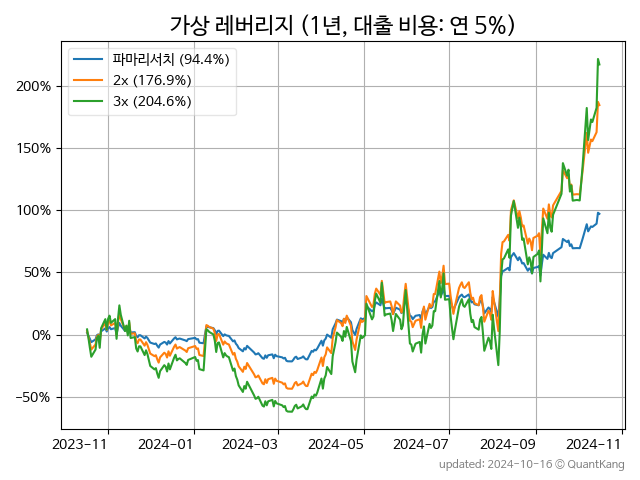 가상 레버리지 (1년, 대출 비용: 연 5%)
파마리서치 (94.4%)
2x (176.9%)
3x (204.6%)
200%
150%
100%
50%
0%
−50%
2023-11 2024-01 2024-03 2024-05 2024-07 2024-09 2024-11
updated: 2024-10-16 © QuantKang